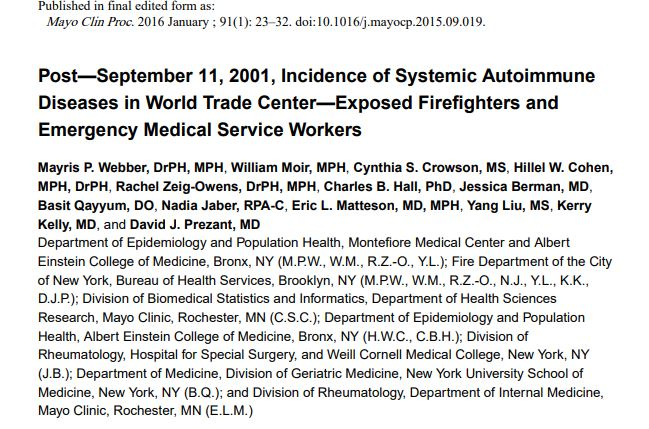 Published in final edited form as:
Mayo Clin Proc. 2016 January ; 91(1): 23–32. doi:10.1016/j.mayocp.2015.09.019.
Post—September 11, 2001, Incidence of Systemic Autoimmune
Diseases in World Trade Center—Exposed Firefighters and
Emergency Medical Service Workers
Mayris P. Webber, DrPH, MPH, William Moir, MPH, Cynthia S. Crowson, MS, Hillel W. Cohen,
MPH, DrPH, Rachel Zeig-Owens, DrPH, MPH, Charles B. Hall, PhD, Jessica Berman, MD,
Basit Qayyum, DO, Nadia Jaber, RPA-C, Eric L. Matteson, MD, MPH, Yang Liu, MS, Kerry
Kelly, MD, and David J. Prezant, MD
Department of Epidemiology and Population Health, Montefiore Medical Center and Albert
Einstein College of Medicine, Bronx, NY (M.P.W., W.M., R.Z.-O., Y.L.); Fire Department of the City
of New York, Bureau of Health Services, Brooklyn, NY (M.P.W., W.M., R.Z.-O., N.J., Y.L., K.K.,
D.J.P.); Division of Biomedical Statistics and Informatics, Department of Health Sciences
Research, Mayo Clinic, Rochester, MN (C.S.C.); Department of Epidemiology and Population
Health, Albert Einstein College of Medicine, Bronx, NY (H.W.C., C.B.H.); Division of
Rheumatology, Hospital for Special Surgery, and Weill Cornell Medical College, New York, NY
(J.B.); Department of Medicine, Division of Geriatric Medicine, New York University School of
Medicine, New York, NY (B.Q.); and Division of Rheumatology, Department of Internal Medicine,
Mayo Clinic, Rochester, MN (E.L.M.)